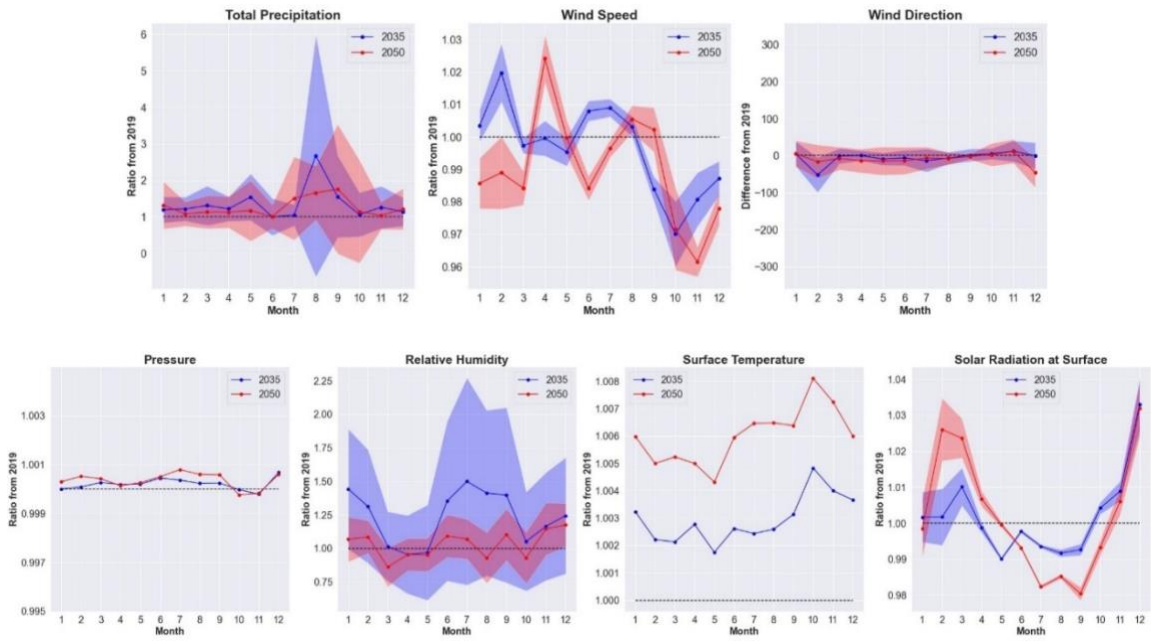 Total Precipitation
Ratio from 2019
6
5
4
3
2
1
0
2035
2050
1 2 3 4 5 6 7 8 9 10 11 12
Month
Wind Speed
Ratio from 2019
1.03
1.02
1.01
1.00
0.99
0.98
0.97
0.96
2035
2050
1 2 3 4 5 6 7 8 9 10 11 12
Month
Wind Direction
Difference from 2019
300
200
100
0
−100
−200
−300
2035
2050
1 2 3 4 5 6 7 8 9 10 11 12
Month
Pressure
Ratio from 2019
1.003
1.001
0.999
0.997
0.995
2035
2050
1 2 3 4 5 6 7 8 9 10 11 12
Month
Relative Humidity
Ratio from 2019
2.25
2.00
1.75
1.50
1.25
1.00
0.75
2035
2050
1 2 3 4 5 6 7 8 9 10 11 12
Month
Surface Temperature
Ratio from 2019
1.008
1.006
1.005
1.004
1.003
1.002
1.000
2035
2050
1 2 3 4 5 6 7 8 9 10 11 12
Month
Solar Radiation at Surface
Ratio from 2019
1.04
1.03
1.02
1.01
1.00
0.99
0.98
2035
2050
1 2 3 4 5 6 7 8 9 10 11 12
Month